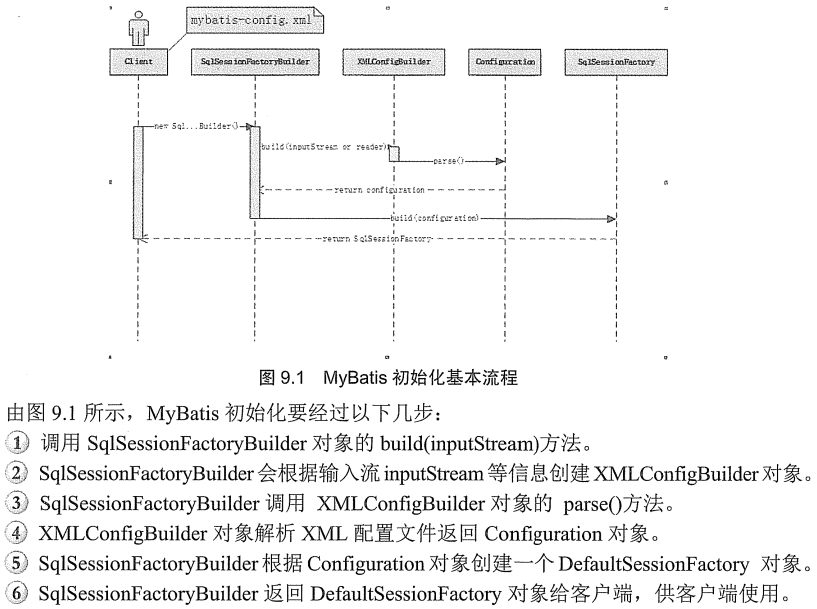 mybatis-config.xml
Client
SqlSessionFactoryBuilder
XMLConfigBuilder
Configuration
SqlSessionFactory
new Sql...Builder()
build(inputStream or reader)
parse()
return configuration
build(configuration)
return SqlSessionFactory
图 9.1 MyBatis 初始化基本流程
由图 9.1 所示，MyBatis 初始化要经过以下几步：
① 调用 SqlSessionFactoryBuilder 对象的 build(inputStream)方法。
② SqlSessionFactoryBuilder 会根据输入流 inputStream 等信息创建 XMLConfigBuilder 对象。
③ SqlSessionFactoryBuilder 调用 XMLConfigBuilder 对象的 parse()方法。
④ XMLConfigBuilder 对象解析 XML 配置文件返回 Configuration 对象。
⑤ SqlSessionFactoryBuilder 根据 Configuration 对象创建一个 DefaultSessionFactory 对象。
⑥ SqlSessionFactoryBuilder 返回 DefaultSessionFactory 对象给客户端，供客户端使用。